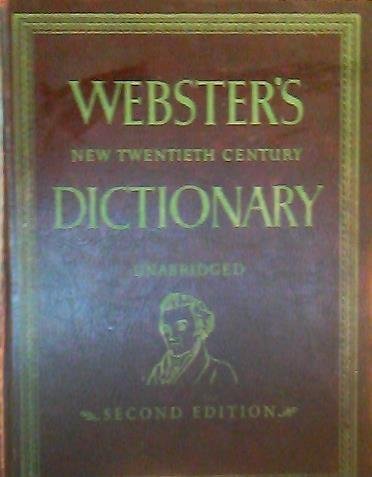 WEBSTER'S
NEW TWENTIETH CENTURY
DICTIONARY
UNABRIDGED
SECOND EDITION